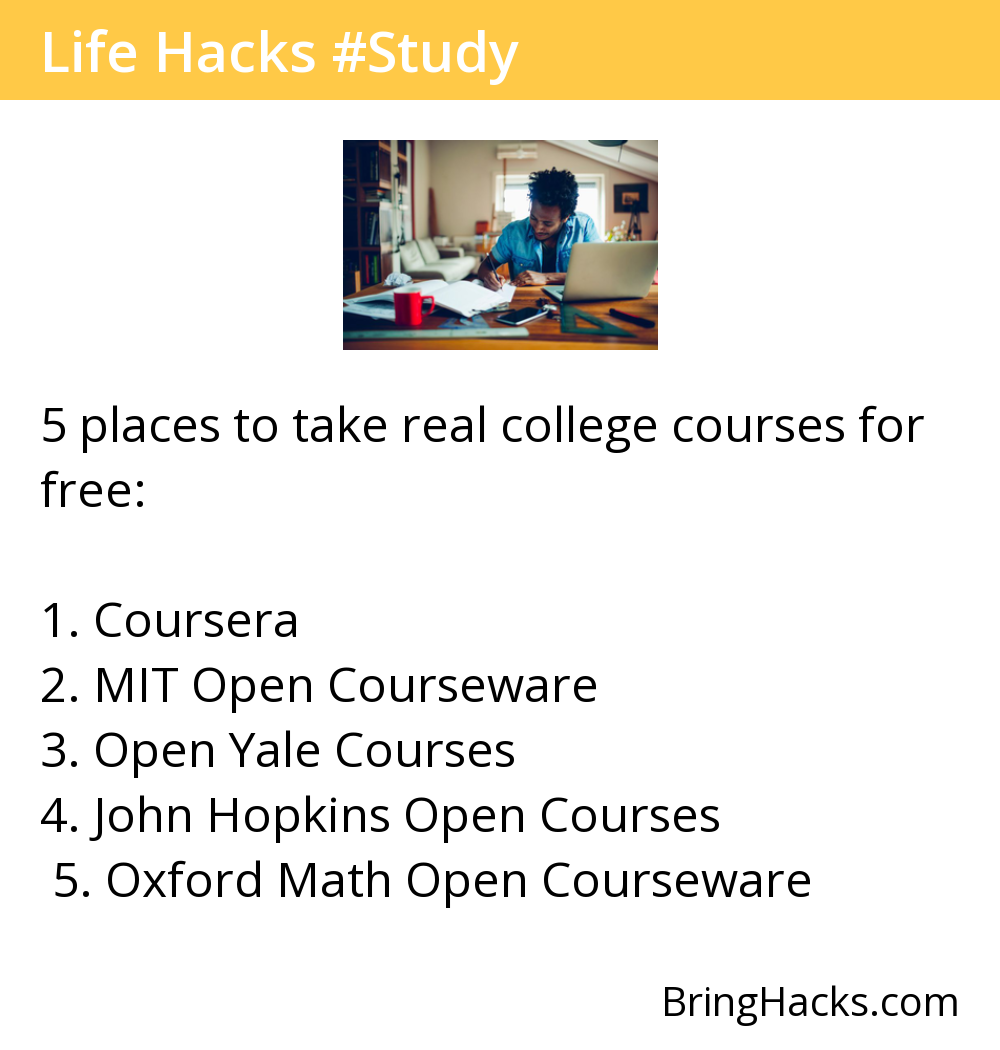 Life Hacks #Study
5 places to take real college courses for
free:
1. Coursera
2. MIT Open Courseware
3. Open Yale Courses
4. John Hopkins Open Courses
5. Oxford Math Open Courseware
BringHacks.com